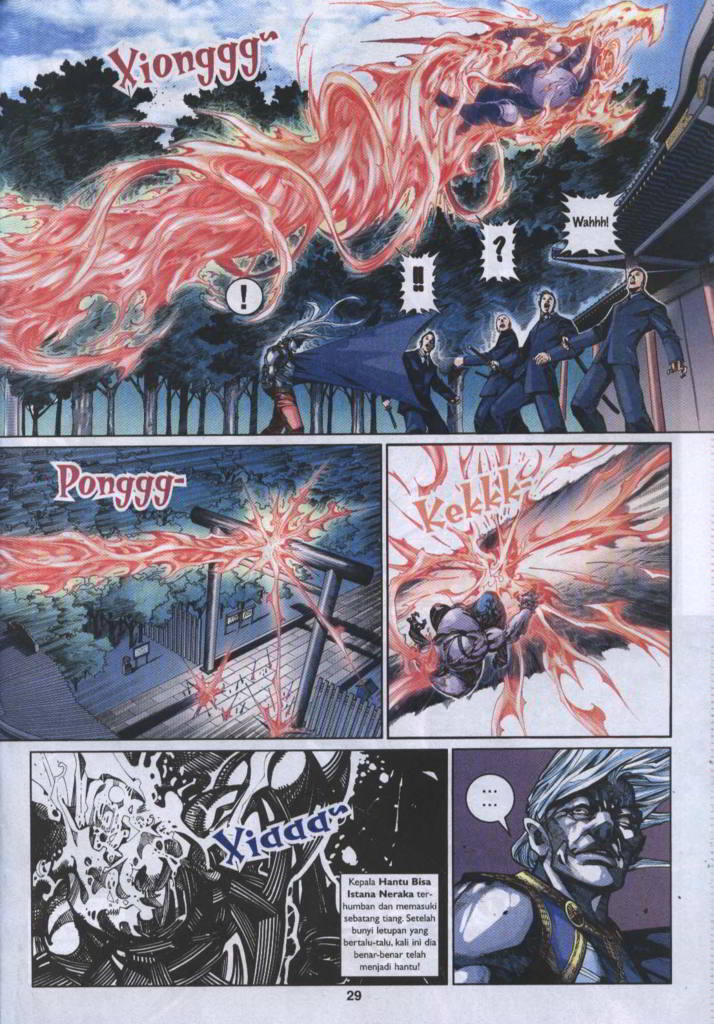 Xionggg~
!
!!
?
Wahhh!
Ponggg-
Kekkk-
Xiaaa~
Kepala Hantu Bisa
Istana Neraka ter-
humban dan memasuki
sebatang tiang. Setelah
bunyi letupan yang
bertalu-talu, kali ini dia
benar-benar telah
menjadi hantu!
...
...
29